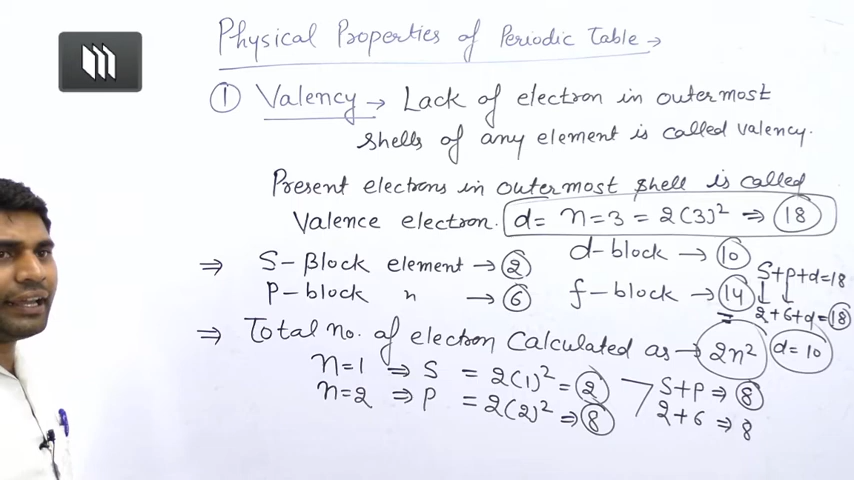 Physical Properties of Periodic Table →
① Valency → Lack of electron in outermost
shells of any element is called valency.
Present electrons in outermost shell is called
Valence electron. d = n=3 = 2(3)² ⇒ 18
⇒ S-Block element → 2 d-block → 10
S+p+d=18
P-block " → 6 f-block → 14
= 2+6+d=18
⇒ Total no. of electron Calculated as → 2n² d=10
n=1 ⇒ S = 2(1)² = 2 S+P ⇒ 8
n=2 ⇒ P = 2(2)² ⇒ 8 2+6 ⇒ 8